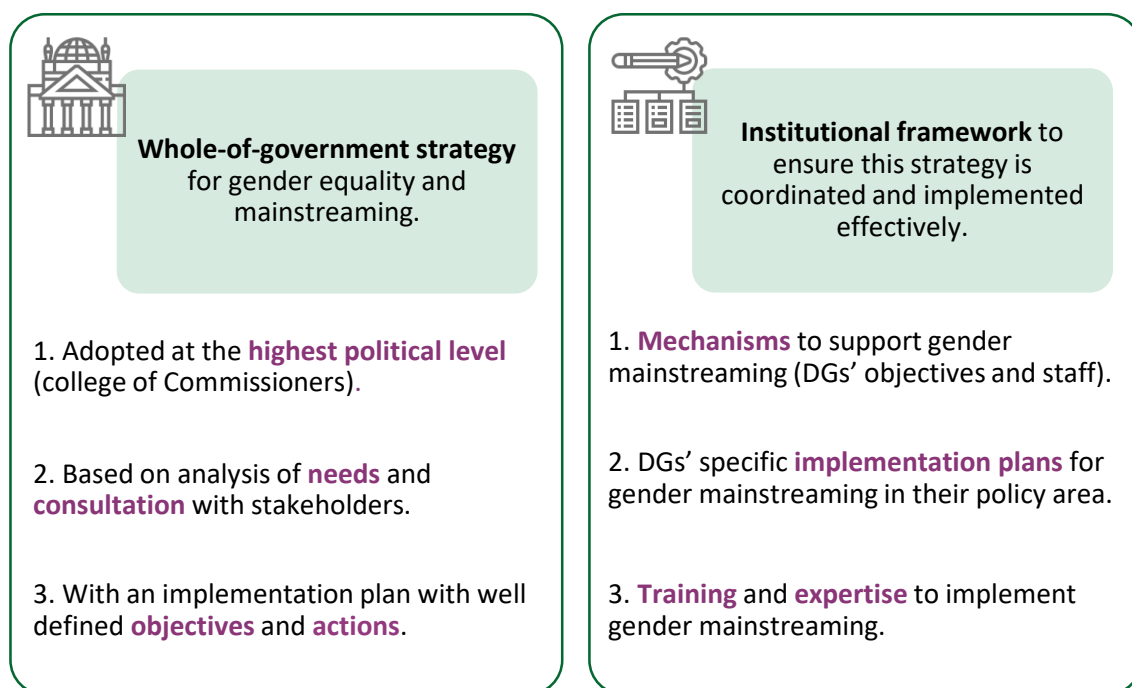 Whole-of-government strategy
for gender equality and
mainstreaming.
1. Adopted at the highest political level
(college of Commissioners).
2. Based on analysis of needs and
consultation with stakeholders.
3. With an implementation plan with well
defined objectives and actions.
Institutional framework to
ensure this strategy is
coordinated and implemented
effectively.
1. Mechanisms to support gender
mainstreaming (DGs’ objectives and staff).
2. DGs’ specific implementation plans for
gender mainstreaming in their policy area.
3. Training and expertise to implement
gender mainstreaming.